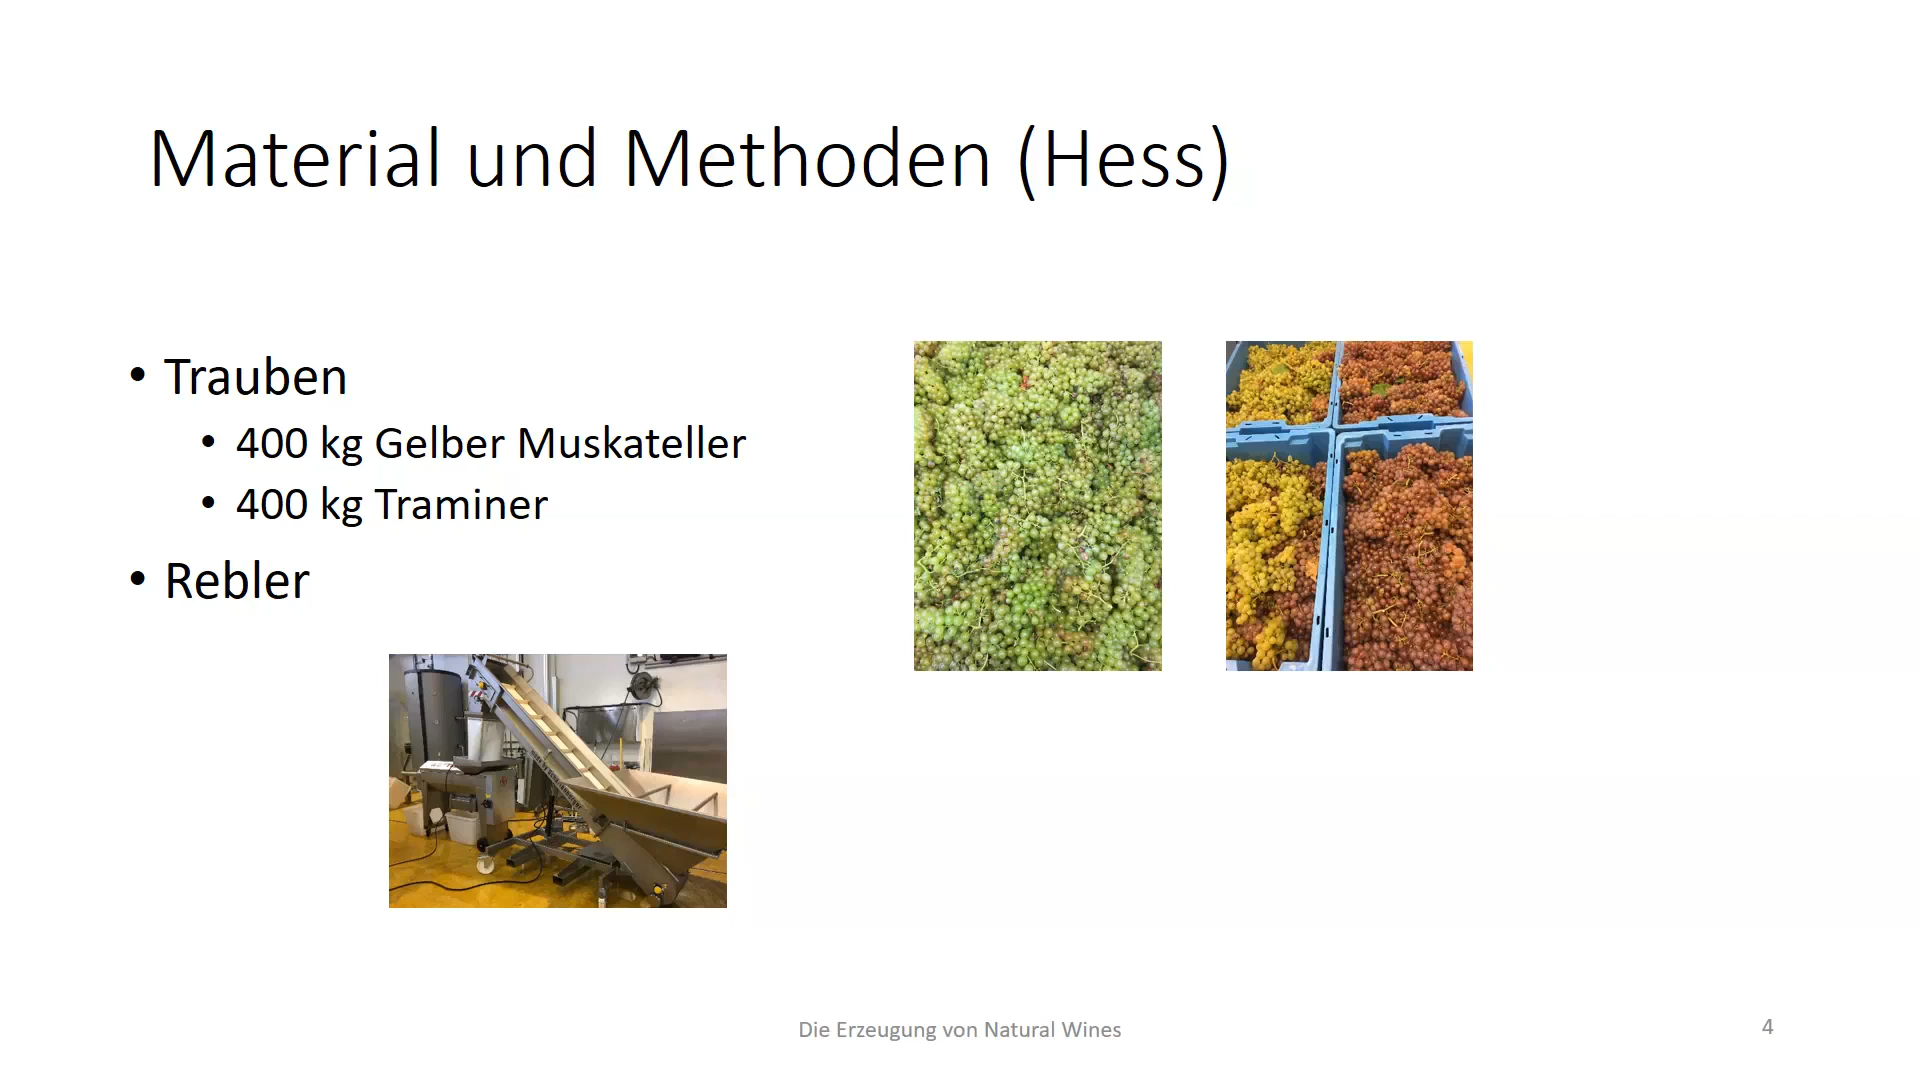 Material und Methoden (Hess)
• Trauben
• 400 kg Gelber Muskateller
• 400 kg Traminer
• Rebler
Die Erzeugung von Natural Wines
4